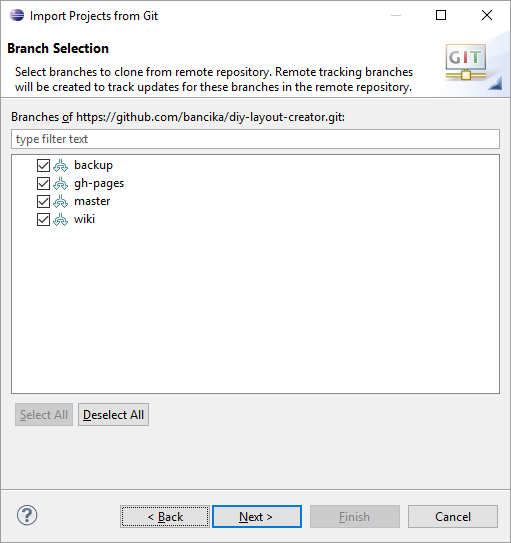 Import Projects from Git
Branch Selection
GIT
Select branches to clone from remote repository. Remote tracking branches
will be created to track updates for these branches in the remote repository.
Branches of https://github.com/bancika/diy-layout-creator.git:
type filter text
backup
gh-pages
master
wiki
Select All
Deselect All
?
< Back
Next >
Finish
Cancel